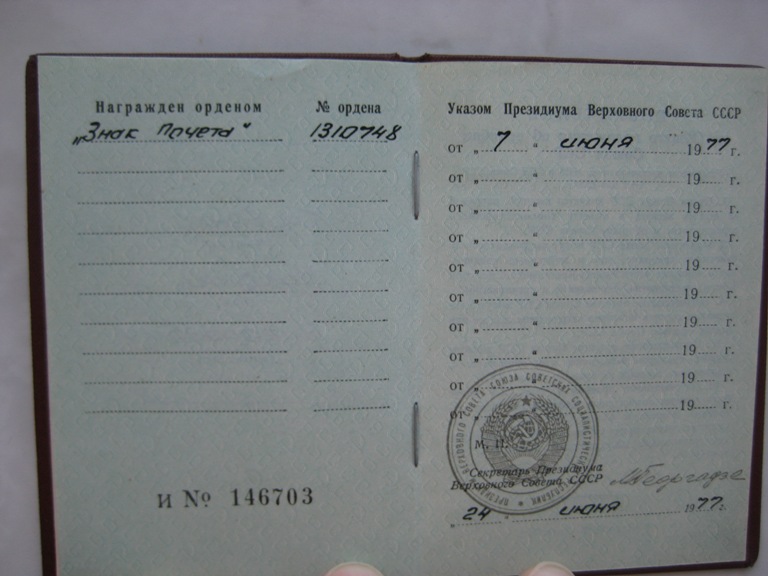 Награжден орденом № ордена
„Знак Почета“ 1310748
И № 146703
Указом Президиума Верховного Совета СССР
от „ 7 “ июня 1977 г.
от „ “ 19 г.
от „ “ 19 г.
от „ “ 19 г.
от „ “ 19 г.
от „ “ 19 г.
от „ “ 19 г.
от „ “ 19 г.
от „ “ 19 г.
от „ “ 19 г.
М. П.
Секретарь Президиума
Верховного Совета СССР
„ 24 “ июня 1977 г.